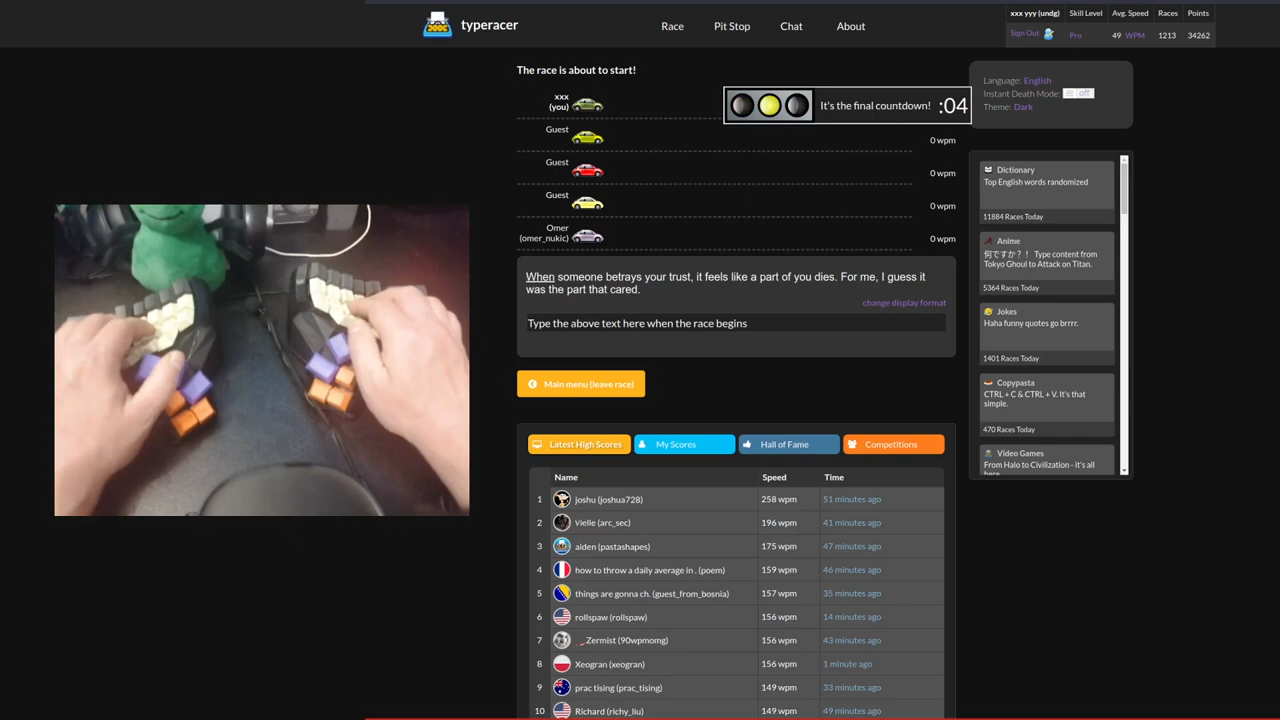 typeracer
Race
Pit Stop
Chat
About
xxx yyy (undg)
Skill Level
Avg. Speed
Races
Points
Sign Out
Pro
49 WPM
1213
34262
The race is about to start!
xxx
(you)
It's the final countdown! :04
Language: English
Instant Death Mode: off
Theme: Dark
Guest
0 wpm
Guest
0 wpm
Guest
0 wpm
Omer
(omer_nukic)
0 wpm
When someone betrays your trust, it feels like a part of you dies. For me, I guess it
was the part that cared.
change display format
Type the above text here when the race begins
Main menu (leave race)
Dictionary
Top English words randomized
11884 Races Today
Anime
何ですか？！ Type content from
Tokyo Ghoul to Attack on Titan.
5364 Races Today
Jokes
Haha funny quotes go brrrr.
1401 Races Today
Copypasta
CTRL + C & CTRL + V. It's that
simple.
470 Races Today
Video Games
From Halo to Civilization - it's all
here
Latest High Scores
My Scores
Hall of Fame
Competitions
Name Speed Time
1 joshu (joshua728) 258 wpm 51 minutes ago
2 Vielle (arc_sec) 196 wpm 41 minutes ago
3 aiden (pastashapes) 175 wpm 47 minutes ago
4 how to throw a daily average in . (poem) 159 wpm 46 minutes ago
5 things are gonna ch. (guest_from_bosnia) 157 wpm 35 minutes ago
6 rollspaw (rollspaw) 156 wpm 14 minutes ago
7 Zermist (90wpmomg) 156 wpm 43 minutes ago
8 Xeogran (xeogran) 156 wpm 1 minute ago
9 prac tising (prac_tising) 149 wpm 33 minutes ago
10 Richard (richy_liu) 149 wpm 49 minutes ago